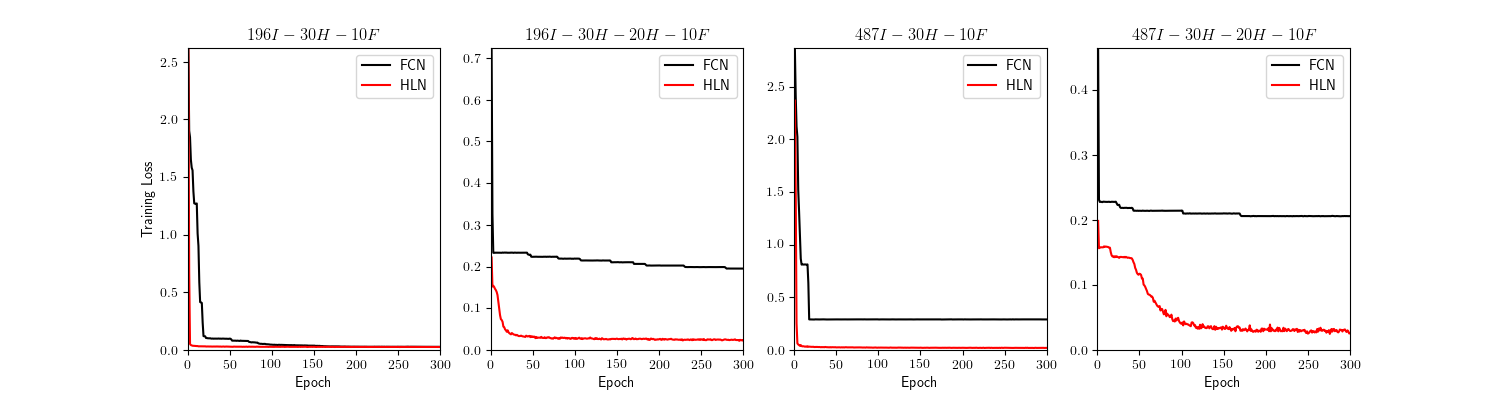 196I − 30H − 10F
196I − 30H − 20H − 10F
487I − 30H − 10F
487I − 30H − 20H − 10F
Training Loss
2.5
2.0
1.5
1.0
0.5
0.0
FCN
HLN
0 50 100 150 200 250 300
Epoch
0.7
0.6
0.5
0.4
0.3
0.2
0.1
0.0
FCN
HLN
0 50 100 150 200 250 300
Epoch
2.5
2.0
1.5
1.0
0.5
0.0
FCN
HLN
0 50 100 150 200 250 300
Epoch
0.4
0.3
0.2
0.1
0.0
FCN
HLN
0 50 100 150 200 250 300
Epoch